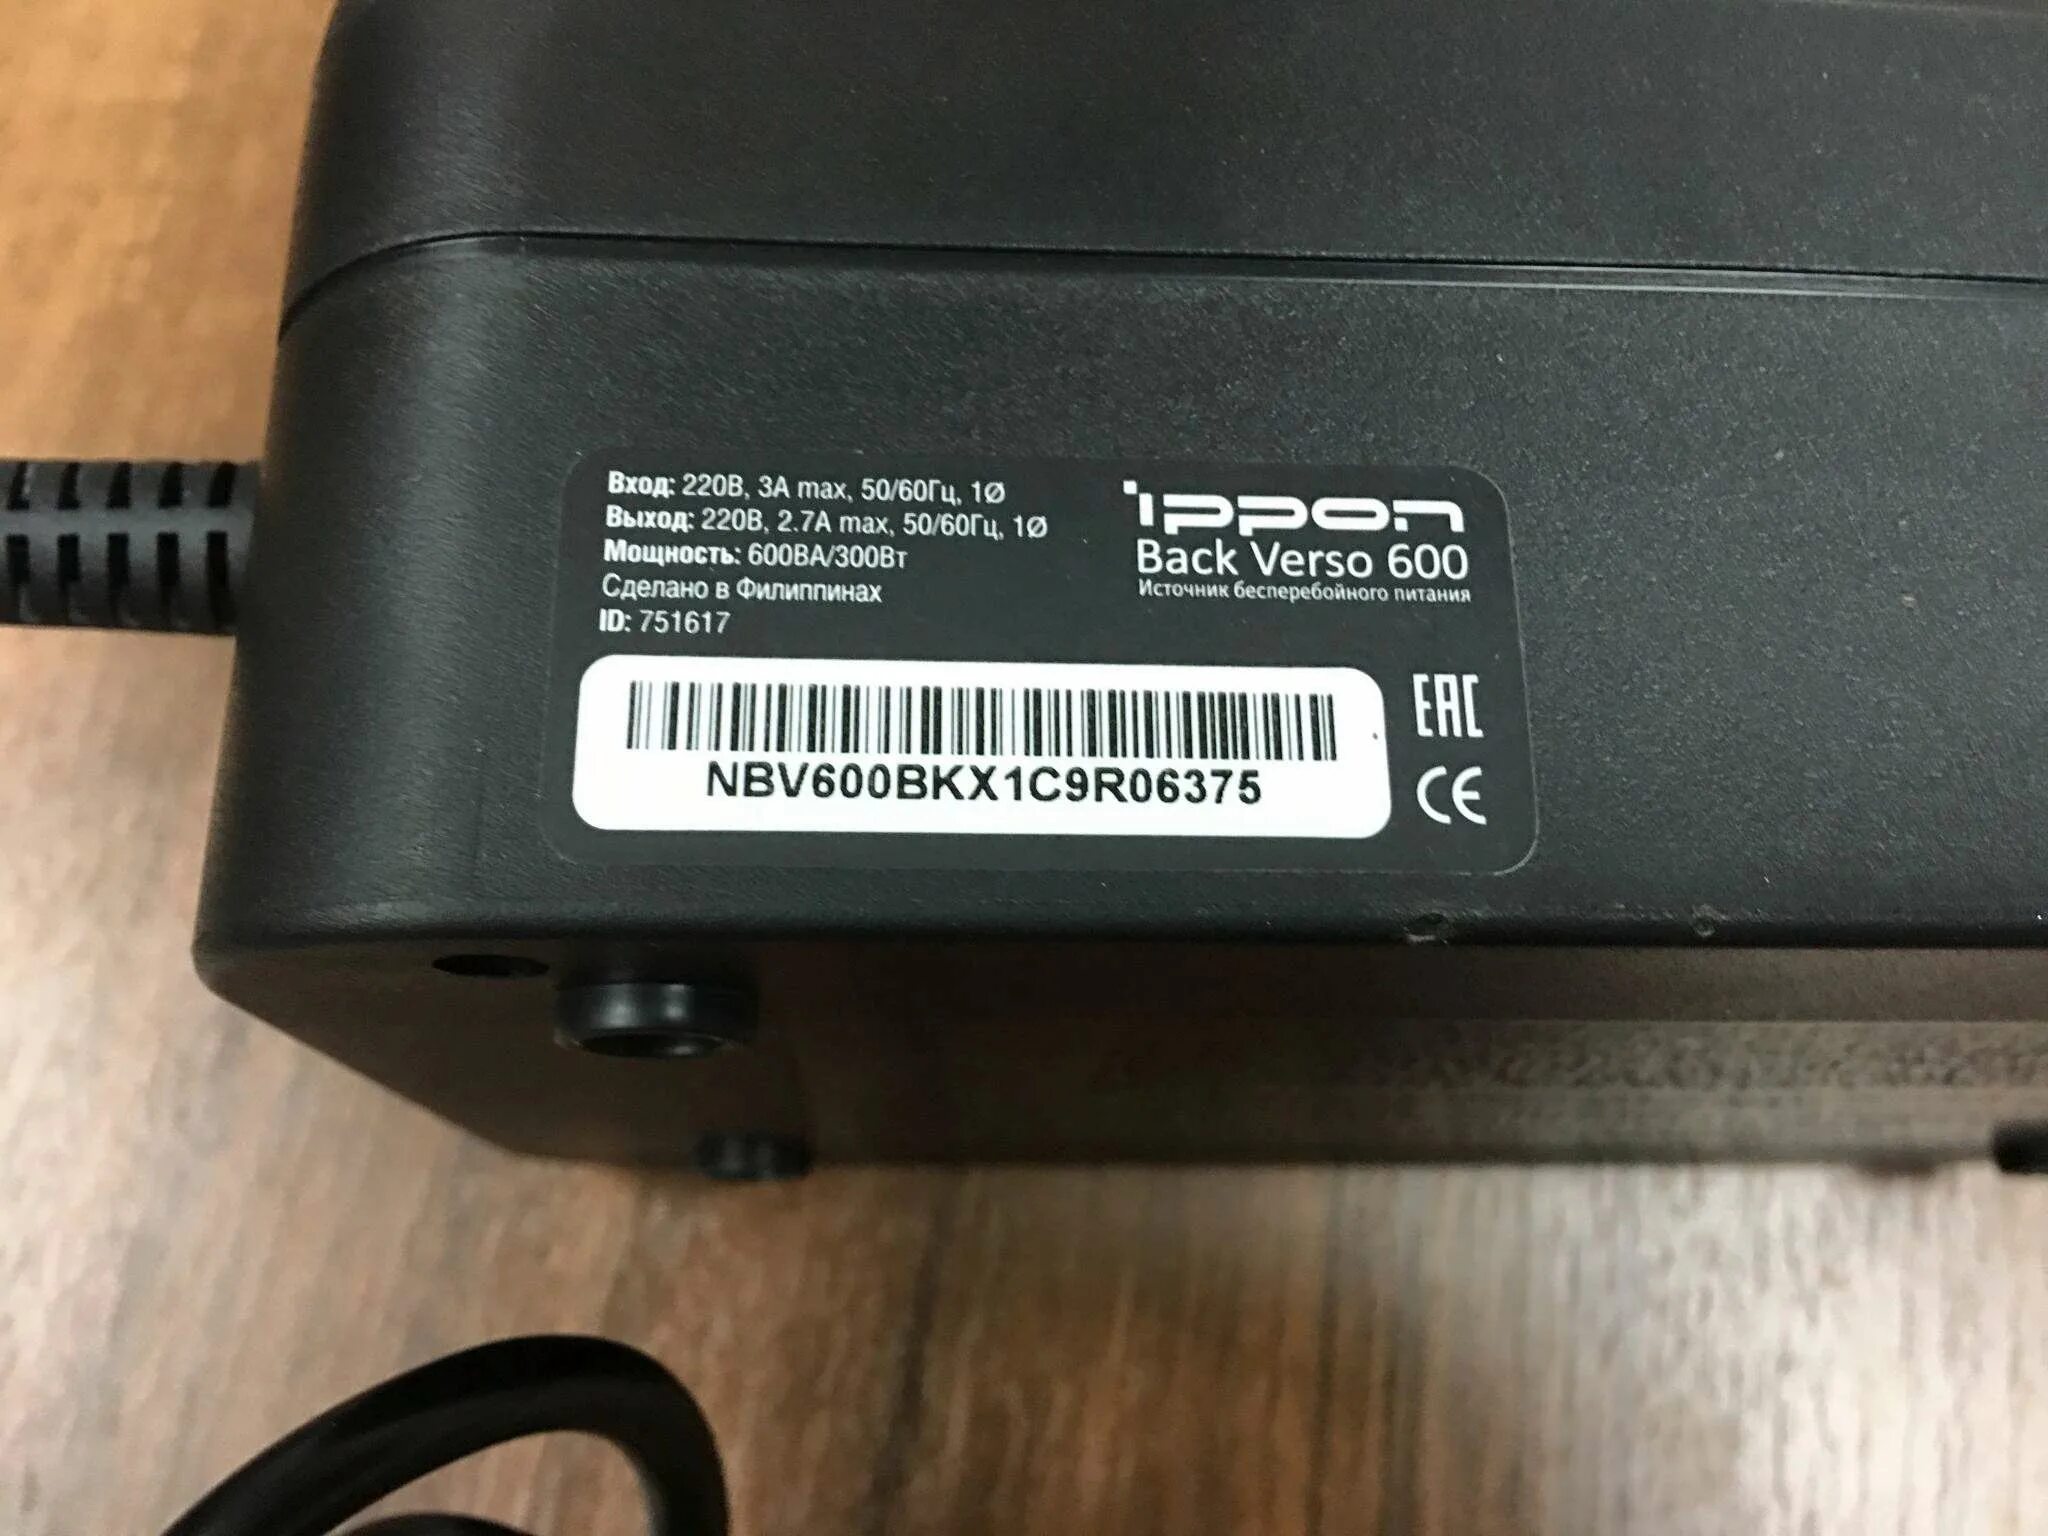 Вход: 220В, 3А max, 50/60Гц, 1Ø
Выход: 220В, 2.7А max, 50/60Гц, 1Ø
Мощность: 600ВА/300Вт
Сделано в Филиппинах
ID: 751617
ippon
Back Verso 600
Источник бесперебойного питания
NBV600BKX1C9R06375
EAC
CE